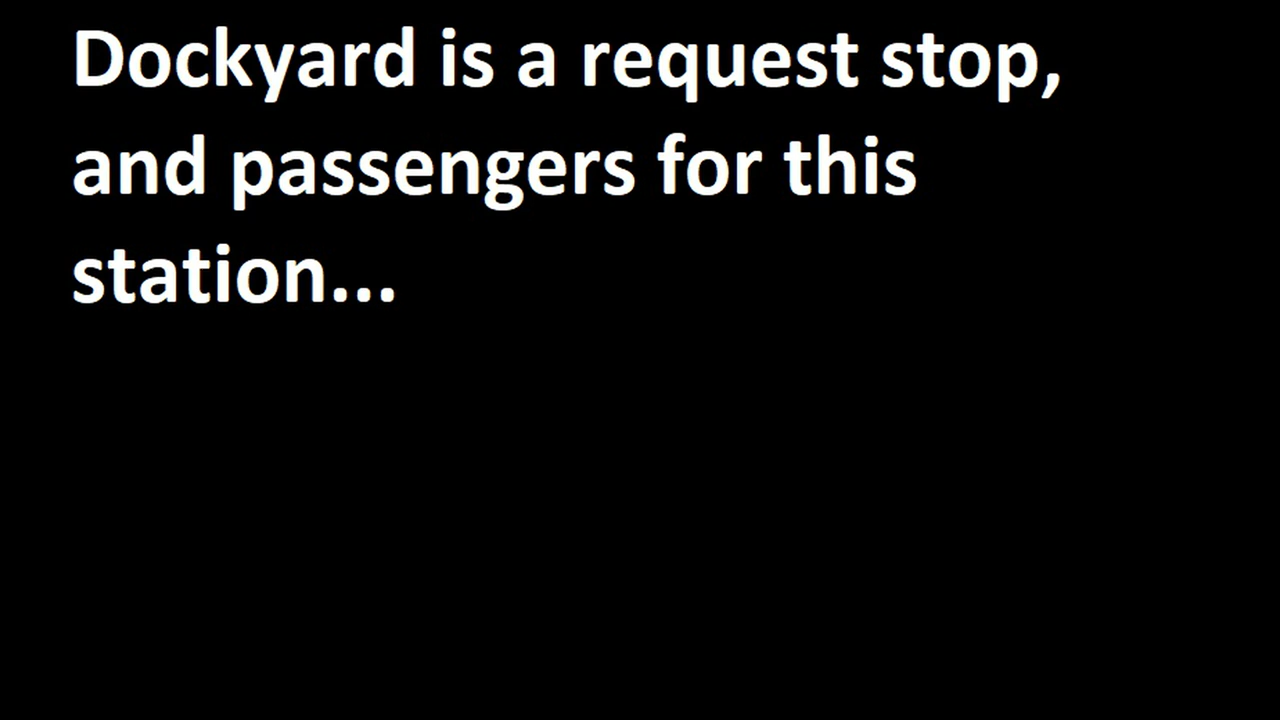 Dockyard is a request stop,
and passengers for this
station...